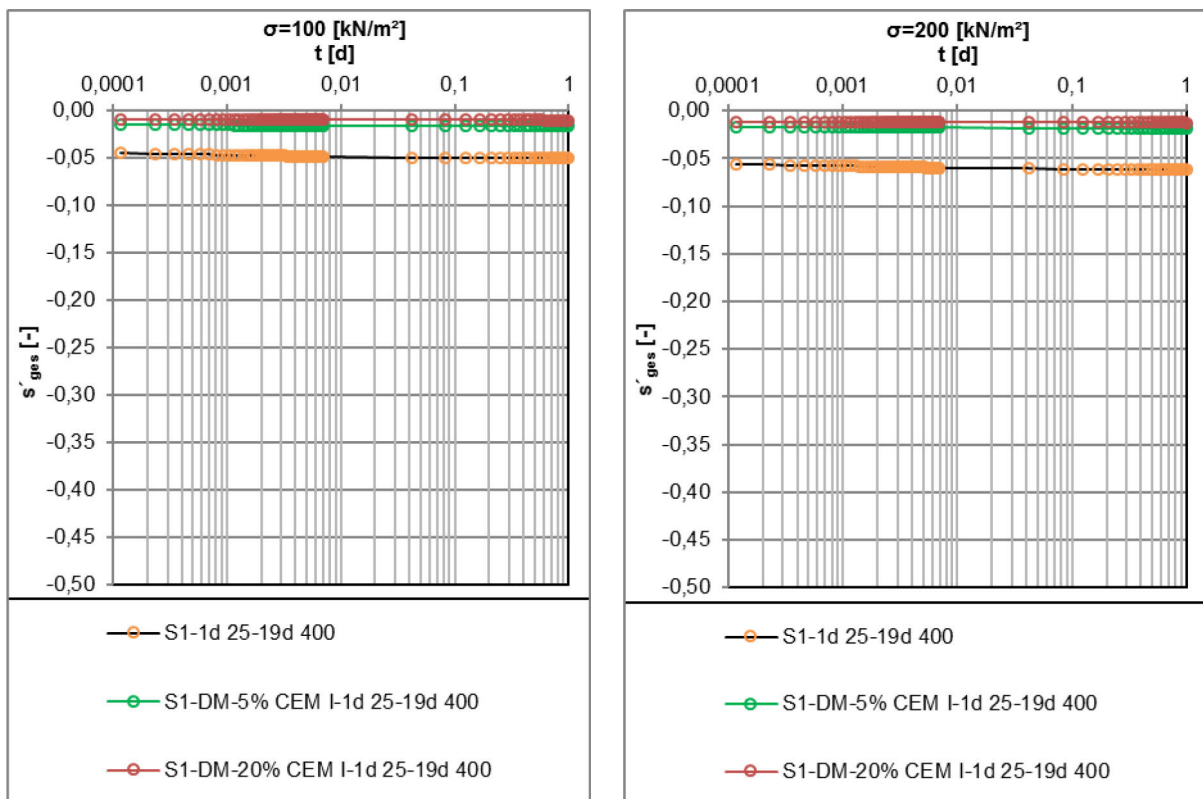 σ=100 [kN/m²]
t [d]
0,0001 0,001 0,01 0,1 1
0,00
-0,05
-0,10
-0,15
-0,20
-0,25
-0,30
-0,35
-0,40
-0,45
-0,50
s´ges [-]
S1-1d 25-19d 400
S1-DM-5% CEM I-1d 25-19d 400
S1-DM-20% CEM I-1d 25-19d 400
σ=200 [kN/m²]
t [d]
0,0001 0,001 0,01 0,1 1
0,00
-0,05
-0,10
-0,15
-0,20
-0,25
-0,30
-0,35
-0,40
-0,45
-0,50
s´ges [-]
S1-1d 25-19d 400
S1-DM-5% CEM I-1d 25-19d 400
S1-DM-20% CEM I-1d 25-19d 400